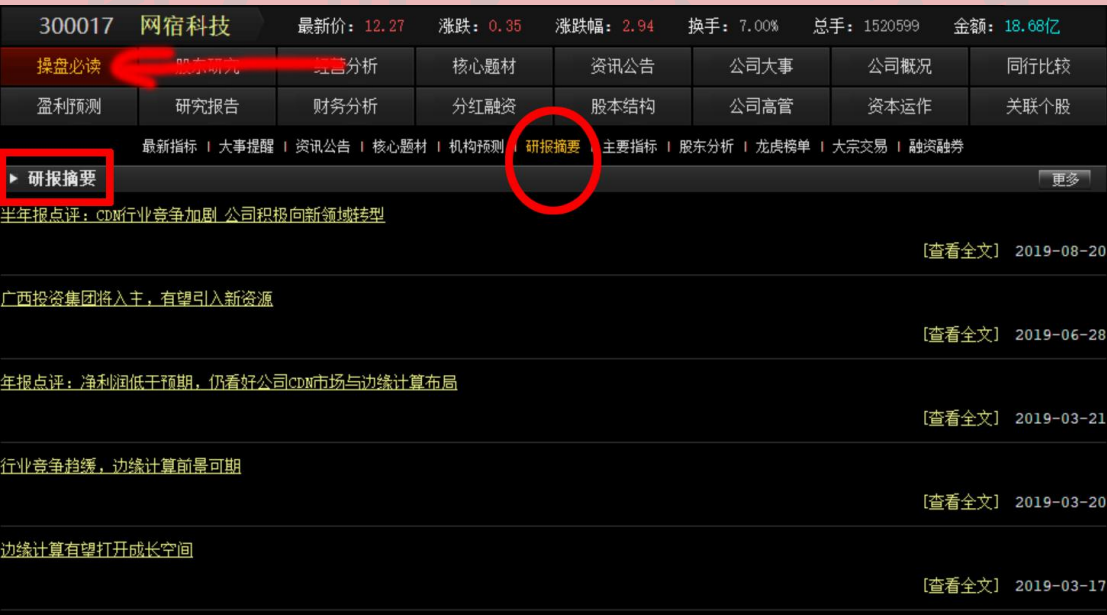 300017 网宿科技 最新价: 12.27 涨跌: 0.35 涨跌幅: 2.94 换手: 7.00% 总手: 1520599 金额: 18.68亿
操盘必读 股东研究 经营分析 核心题材 资讯公告 公司大事 公司概况 同行比较
盈利预测 研究报告 财务分析 分红融资 股本结构 公司高管 资本运作 关联个股
最新指标 | 大事提醒 | 资讯公告 | 核心题材 | 机构预测 | 研报摘要 | 主要指标 | 股东分析 | 龙虎榜单 | 大宗交易 | 融资融券
研报摘要 更多
半年报点评: CDN行业竞争加剧 公司积极向新领域转型
[查看全文] 2019-08-20
广西投资集团将入主, 有望引入新资源
[查看全文] 2019-06-28
年报点评: 净利润低于预期, 仍看好公司CDN市场与边缘计算布局
[查看全文] 2019-03-21
行业竞争趋缓, 边缘计算前景可期
[查看全文] 2019-03-20
边缘计算有望打开成长空间
[查看全文] 2019-03-17